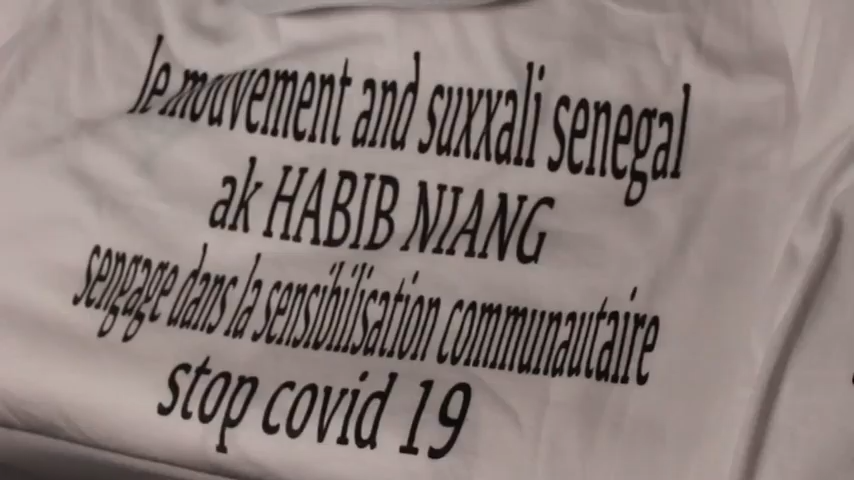 le mouvement and suxxali senegal
ak HABIB NIANG
sengage dans la sensibilisation communautaire
stop covid 19